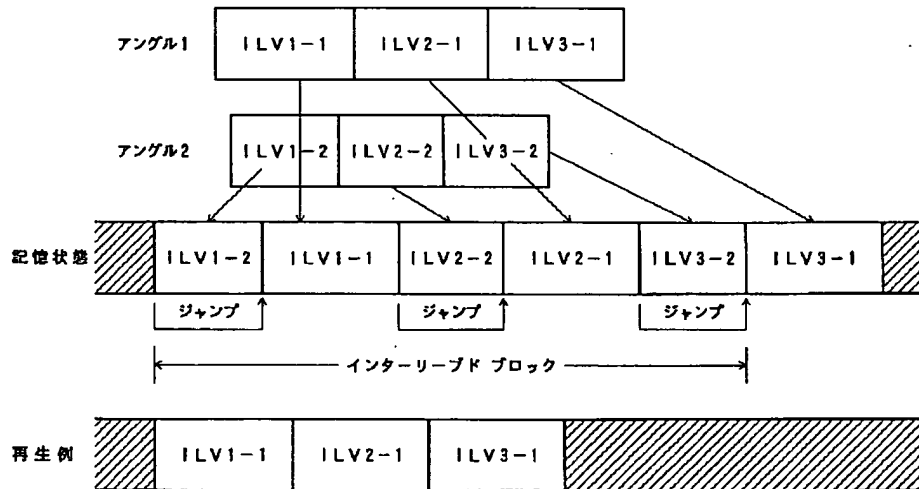 アングル1 ILV1-1 ILV2-1 ILV3-1
アングル2 ILV1-2 ILV2-2 ILV3-2
記憶状態 ILV1-2 ILV1-1 ILV2-2 ILV2-1 ILV3-2 ILV3-1
ジャンプ ジャンプ ジャンプ
インターリーブド ブロック
再生例 ILV1-1 ILV2-1 ILV3-1